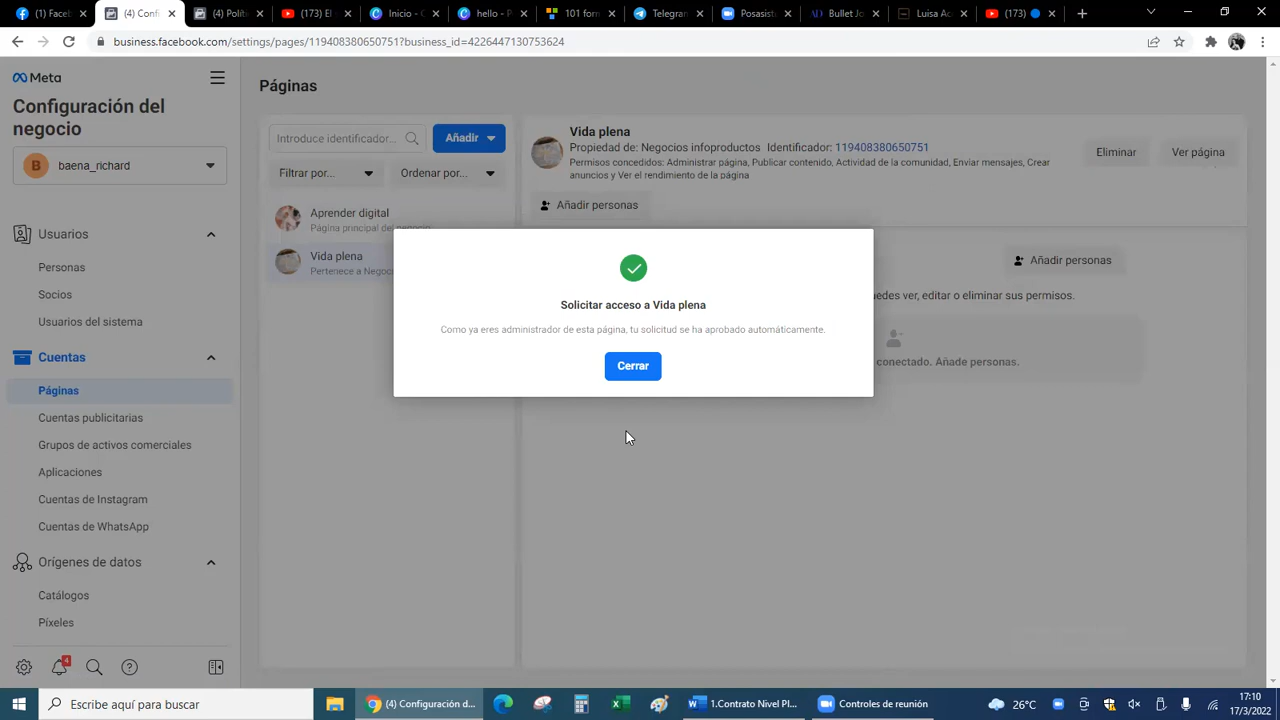 (1) Faceb
(4) Conf
(4) Polít
(173) El
Inicio - C
hello - P
101 form
Telegram
Posasist
Bullet Jo
Luisa Ac
(173)
business.facebook.com/settings/pages/119408380650751?business_id=4226447130753624
Meta
Configuración del
negocio
B
baena_richard
Usuarios
Personas
Socios
Usuarios del sistema
Cuentas
Páginas
Cuentas publicitarias
Grupos de activos comerciales
Aplicaciones
Cuentas de Instagram
Cuentas de WhatsApp
Orígenes de datos
Catálogos
Píxeles
4
Páginas
Introduce identificador...
Añadir
Filtrar por...
Ordenar por...
Aprender digital
Página principal del negocio
Vida plena
Pertenece a Negoc
Vida plena
Propiedad de: Negocios infoproductos Identificador: 119408380650751
Permisos concedidos: Administrar página, Publicar contenido, Actividad de la comunidad, Enviar mensajes, Crear
anuncios y Ver el rendimiento de la página
Eliminar
Ver página
Añadir personas
Añadir personas
uedes ver, editar o eliminar sus permisos.
conectado. Añade personas.
Solicitar acceso a Vida plena
Como ya eres administrador de esta página, tu solicitud se ha aprobado automáticamente.
Cerrar
Escribe aquí para buscar
(4) Configuración d...
1.Contrato Nivel Pl...
Controles de reunión
26°C
17:10
17/3/2022